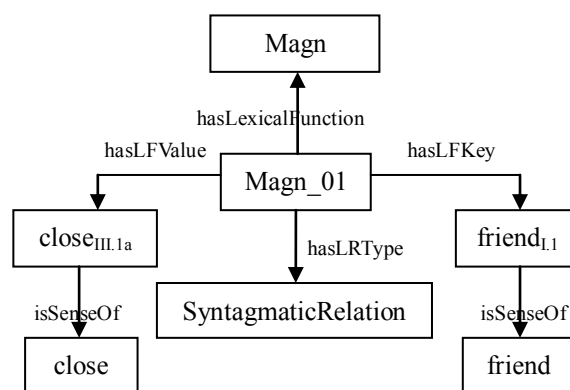 Magn
hasLexicalFunction
hasLFValue
hasLFKey
Magn_01
closeIII.1a
friendI.1
hasLRType
isSenseOf
SyntagmaticRelation
isSenseOf
close
friend